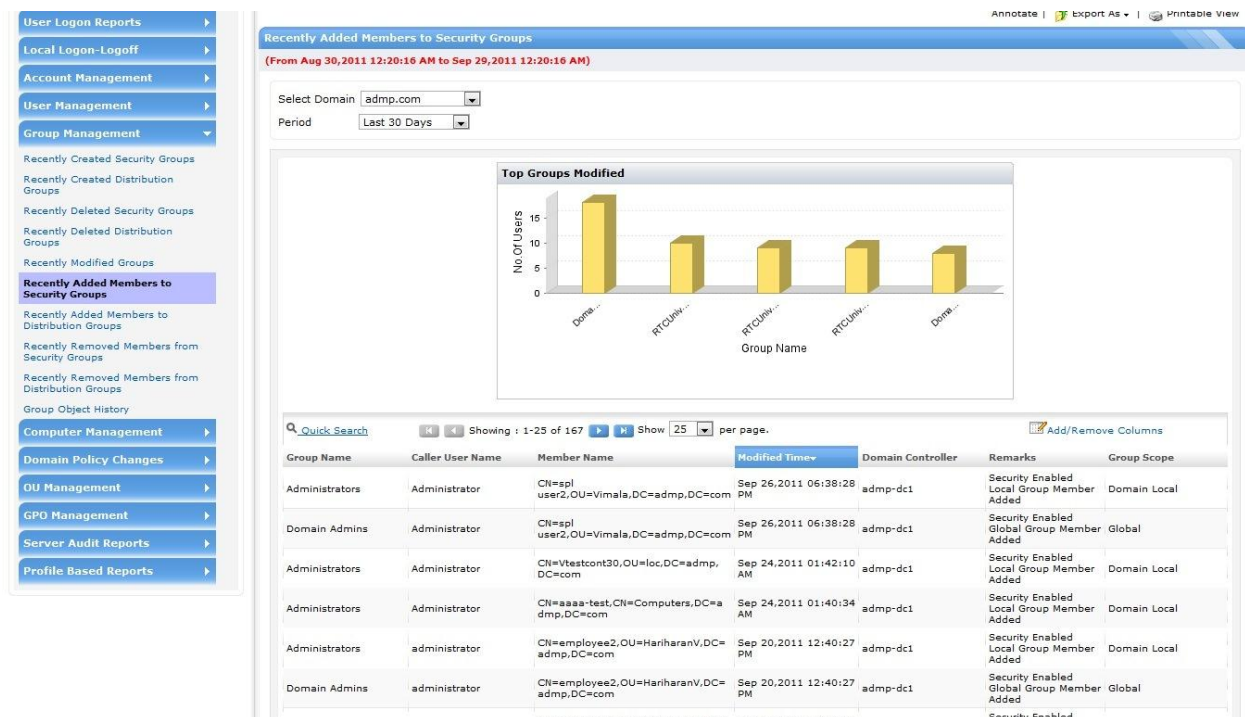 Annotate | Export As | Printable View
User Logon Reports
Local Logon-Logoff
Account Management
User Management
Group Management
Recently Created Security Groups
Recently Created Distribution
Groups
Recently Deleted Security Groups
Recently Deleted Distribution
Groups
Recently Modified Groups
Recently Added Members to
Security Groups
Recently Added Members to
Distribution Groups
Recently Removed Members from
Security Groups
Recently Removed Members from
Distribution Groups
Group Object History
Computer Management
Domain Policy Changes
OU Management
GPO Management
Server Audit Reports
Profile Based Reports
Recently Added Members to Security Groups
(From Aug 30,2011 12:20:16 AM to Sep 29,2011 12:20:16 AM)
Select Domain admp.com
Period Last 30 Days
Top Groups Modified
No.Of Users
15
10
5
0
Doma...
RTCUniv...
RTCUniv...
RTCUniv...
Doma...
Group Name
Quick Search Showing : 1-25 of 167 Show 25 per page. Add/Remove Columns
Group Name Caller User Name Member Name Modified Time Domain Controller Remarks Group Scope
Administrators Administrator CN=spl
user2,OU=Vimala,DC=admp,DC=com Sep 26,2011 06:38:28
PM admp-dc1 Security Enabled
Local Group Member
Added Domain Local
Domain Admins Administrator CN=spl
user2,OU=Vimala,DC=admp,DC=com Sep 26,2011 06:38:28
PM admp-dc1 Security Enabled
Global Group Member
Added Global
Administrators Administrator CN=Vtestcont30,OU=loc,DC=admp,
DC=com Sep 24,2011 01:42:10
AM admp-dc1 Security Enabled
Local Group Member
Added Domain Local
Administrators Administrator CN=aaaa-test,CN=Computers,DC=a
dmp,DC=com Sep 24,2011 01:40:34
AM admp-dc1 Security Enabled
Local Group Member
Added Domain Local
Administrators administrator CN=employee2,OU=HariharanV,DC=
admp,DC=com Sep 20,2011 12:40:27
PM admp-dc1 Security Enabled
Local Group Member
Added Domain Local
Domain Admins administrator CN=employee2,OU=HariharanV,DC=
admp,DC=com Sep 20,2011 12:40:27
PM admp-dc1 Security Enabled
Global Group Member
Added Global
Security Enabled